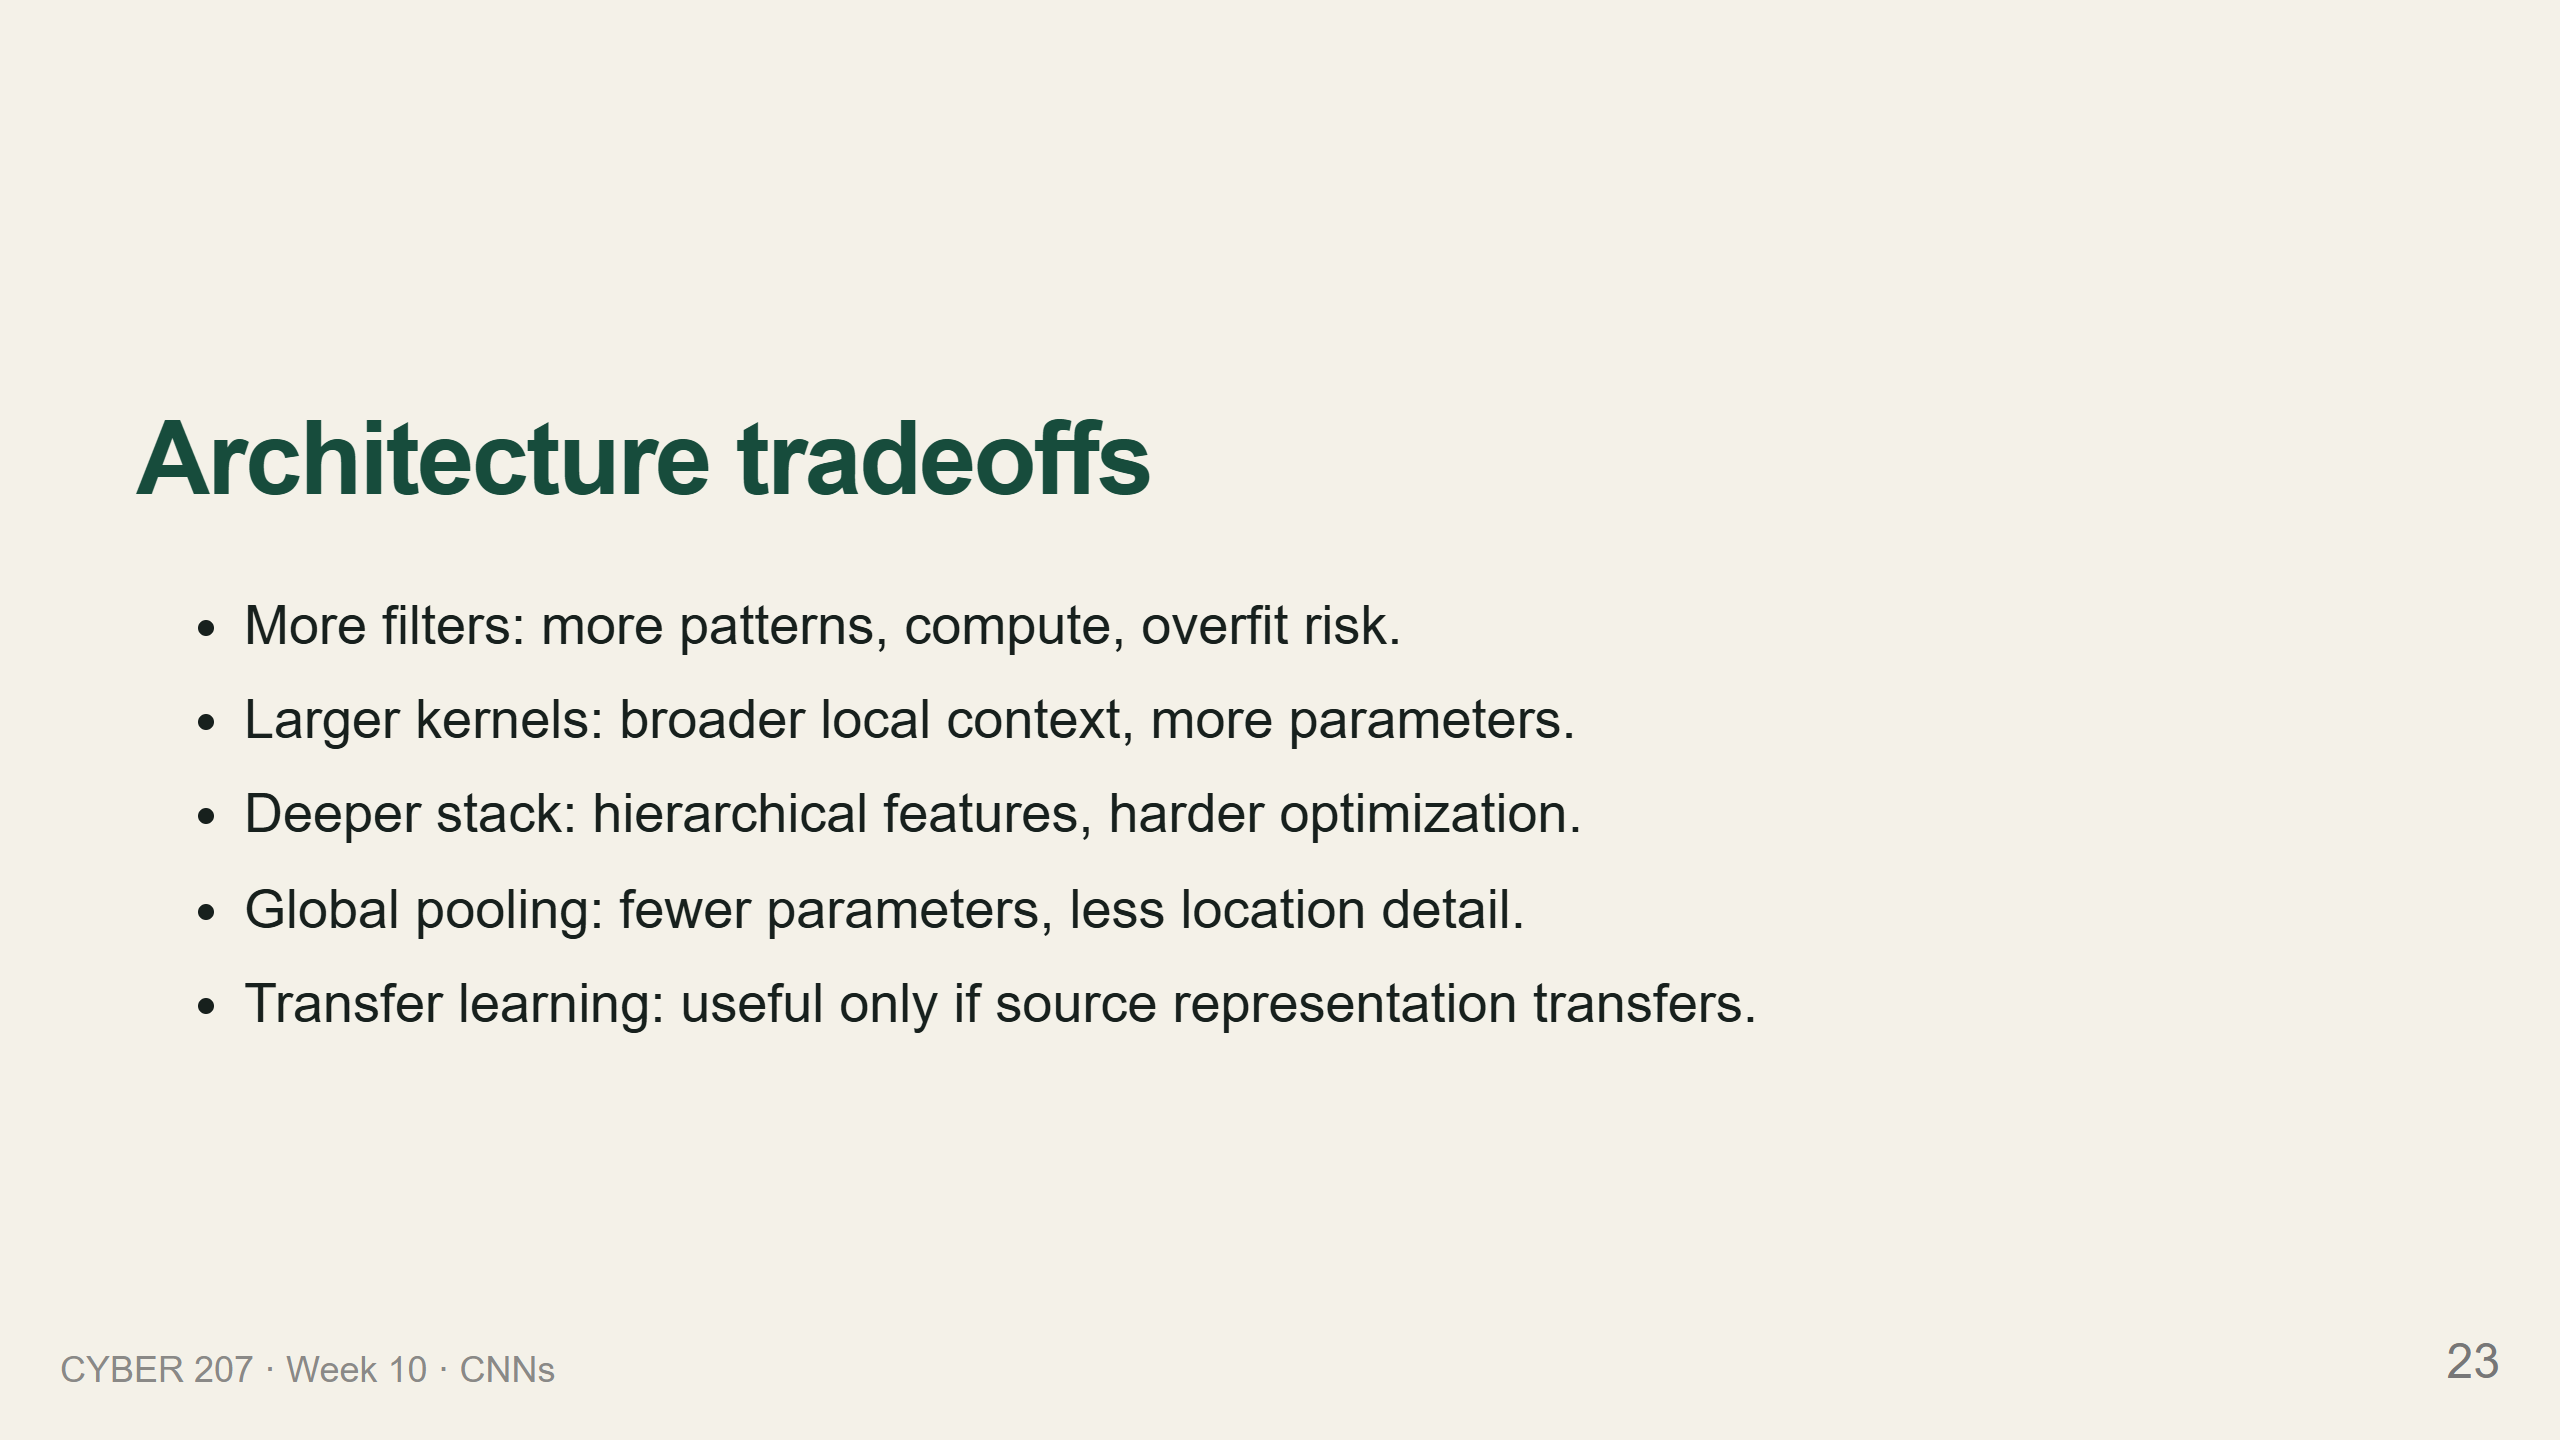 Architecture tradeoffs
• More filters: more patterns, compute, overfit risk.
• Larger kernels: broader local context, more parameters.
• Deeper stack: hierarchical features, harder optimization.
• Global pooling: fewer parameters, less location detail.
• Transfer learning: useful only if source representation transfers.
CYBER 207 · Week 10 · CNNs
23